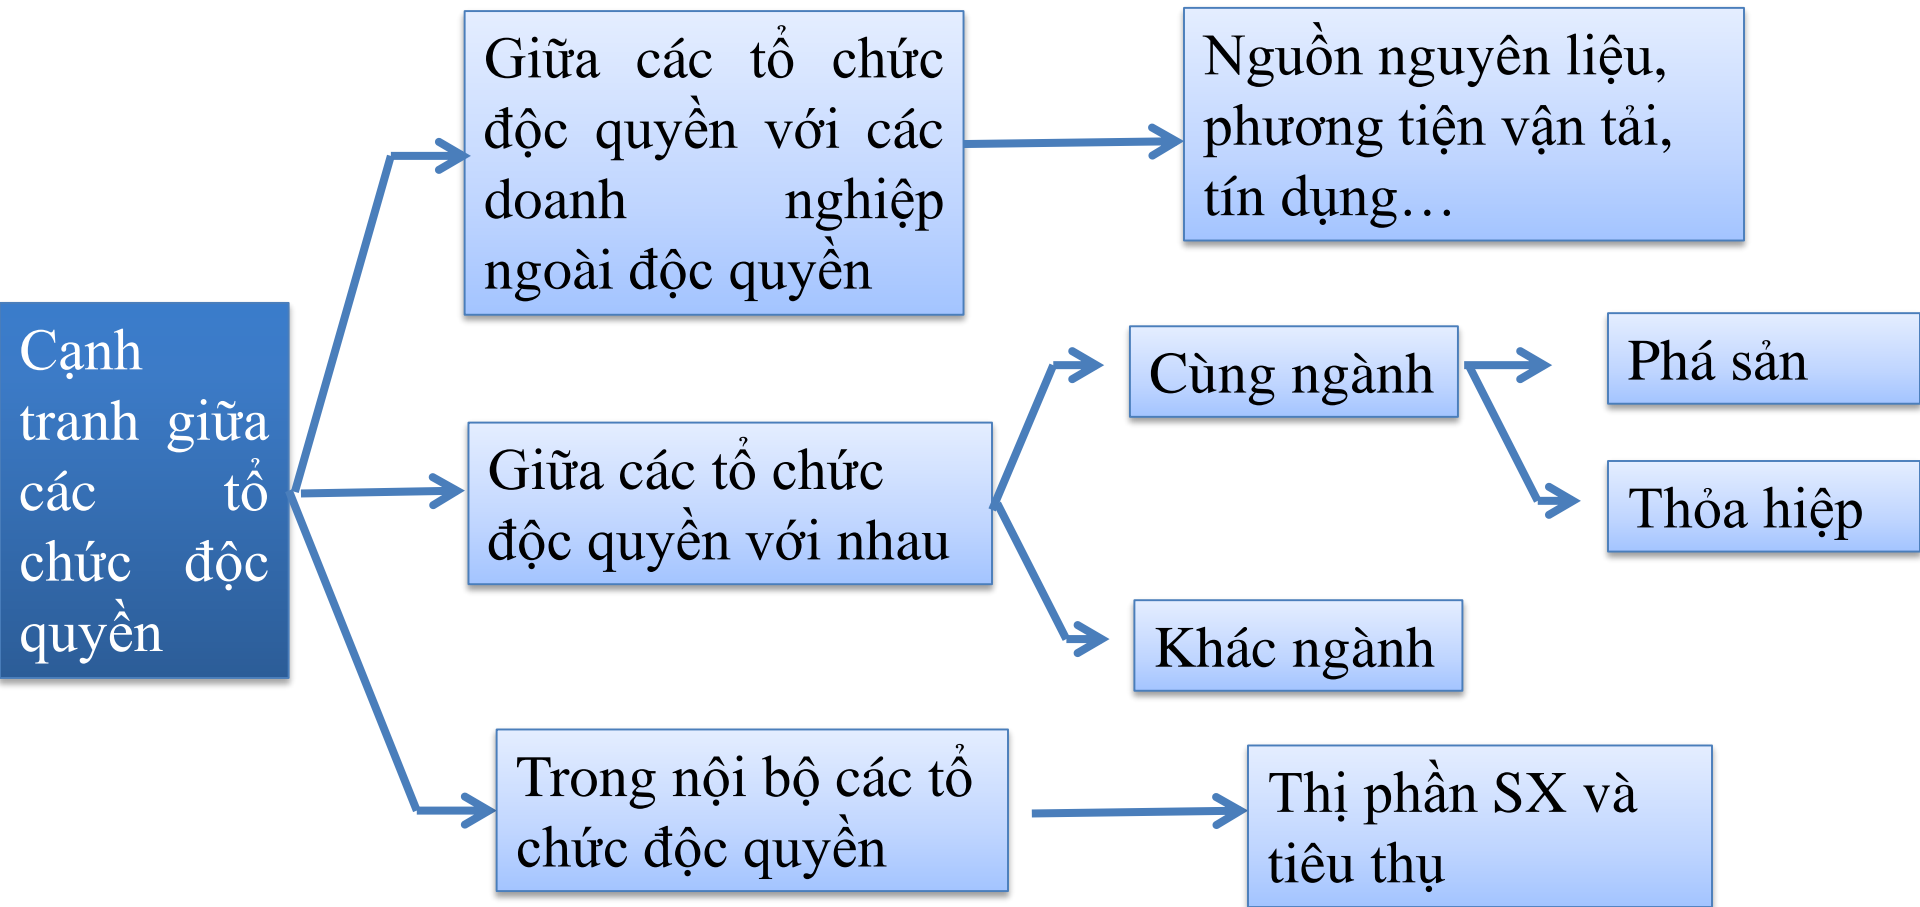 Cạnh
tranh giữa
các tổ
chức độc
quyền
Giữa các tổ chức
độc quyền với các
doanh nghiệp
ngoài độc quyền
Nguồn nguyên liệu,
phương tiện vận tải,
tín dụng…
Giữa các tổ chức
độc quyền với nhau
Cùng ngành
Phá sản
Thỏa hiệp
Khác ngành
Trong nội bộ các tổ
chức độc quyền
Thị phần SX và
tiêu thụ